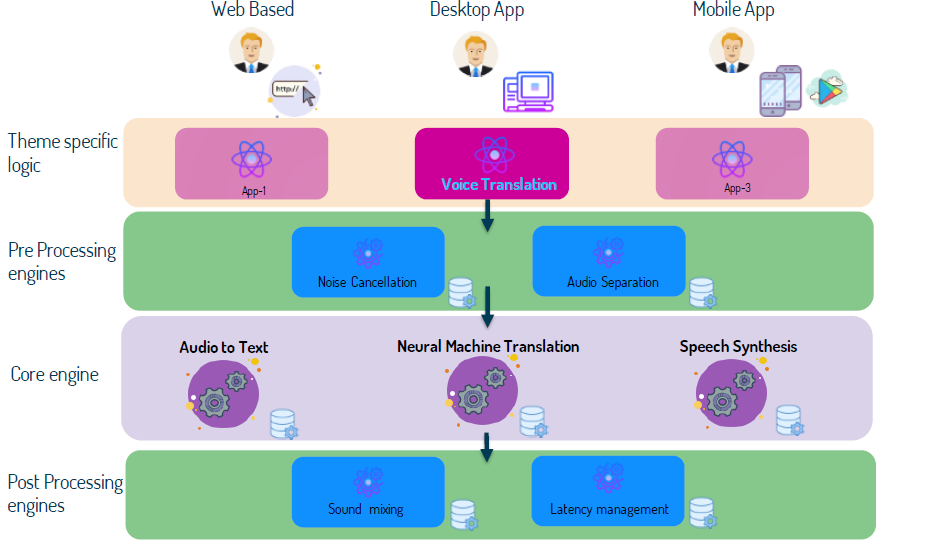 Web Based
Desktop App
Mobile App
http://
Theme specific
logic
App-1
Voice Translation
App-3
Pre Processing
engines
Noise Cancellation
Audio Separation
Core engine
Audio to Text
Neural Machine Translation
Speech Synthesis
Post Processing
engines
Sound mixing
Latency management